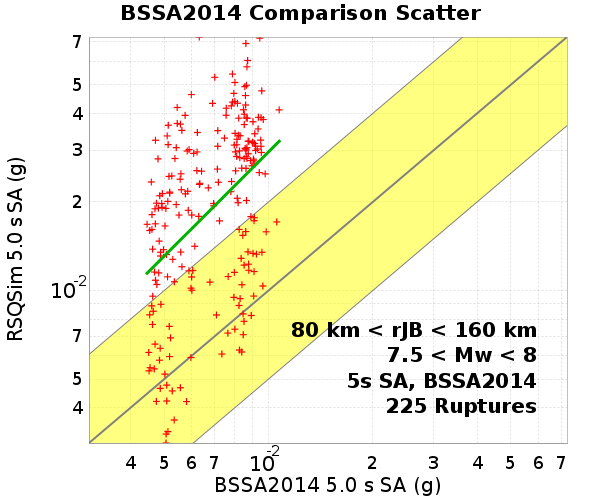 BSSA2014 Comparison Scatter
RSQSim 5.0 s SA (g)
7
5
4
3
2
10-2
7
5
4
80 km < rJB < 160 km
7.5 < Mw < 8
5s SA, BSSA2014
225 Ruptures
4 5 6 7 10-2 2 3 4 5 6 7
BSSA2014 5.0 s SA (g)